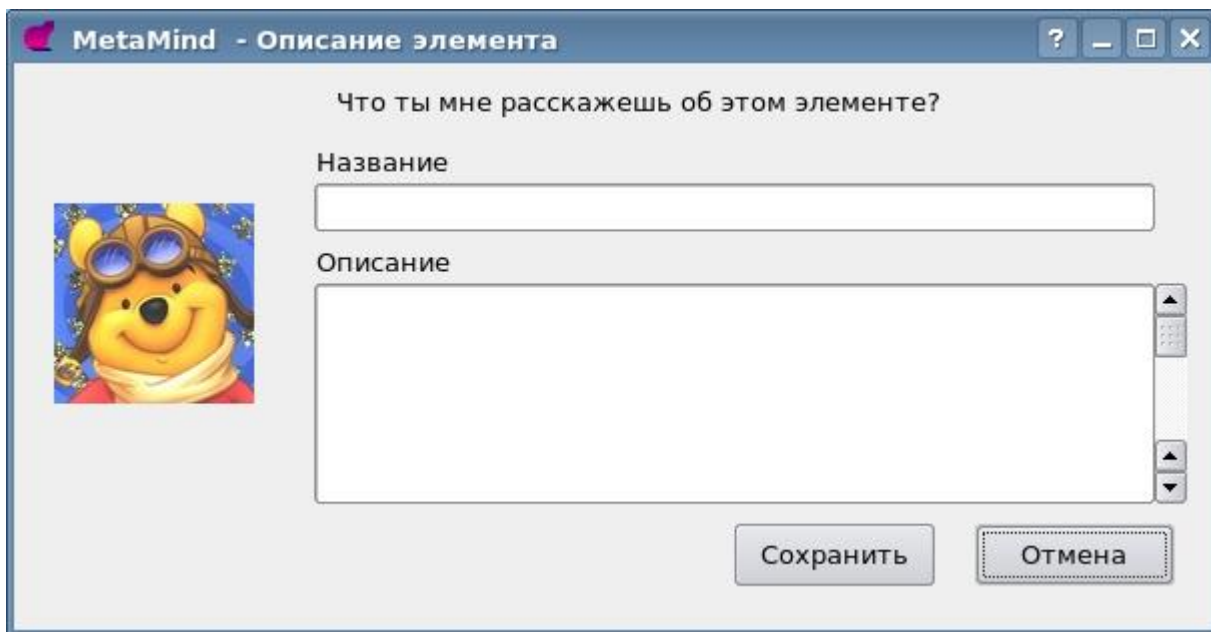 MetaMind - Описание элемента
Что ты мне расскажешь об этом элементе?
Название
Описание
Сохранить Отмена